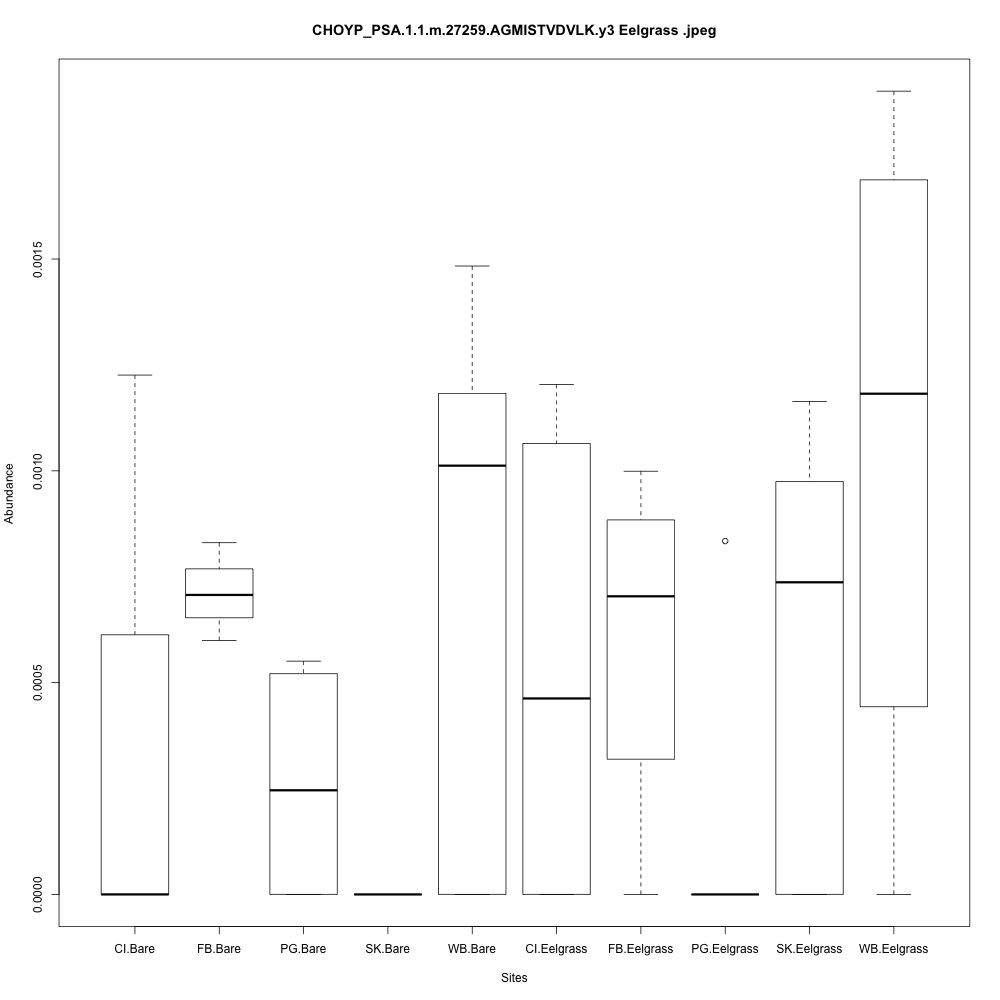 CHOYP_PSA.1.1.m.27259.AGMISTVDVLK.y3 Eelgrass .jpeg
Abundance
0.0015
0.0010
0.0005
0.0000
CI.Bare FB.Bare PG.Bare SK.Bare WB.Bare CI.Eelgrass FB.Eelgrass PG.Eelgrass SK.Eelgrass WB.Eelgrass
Sites